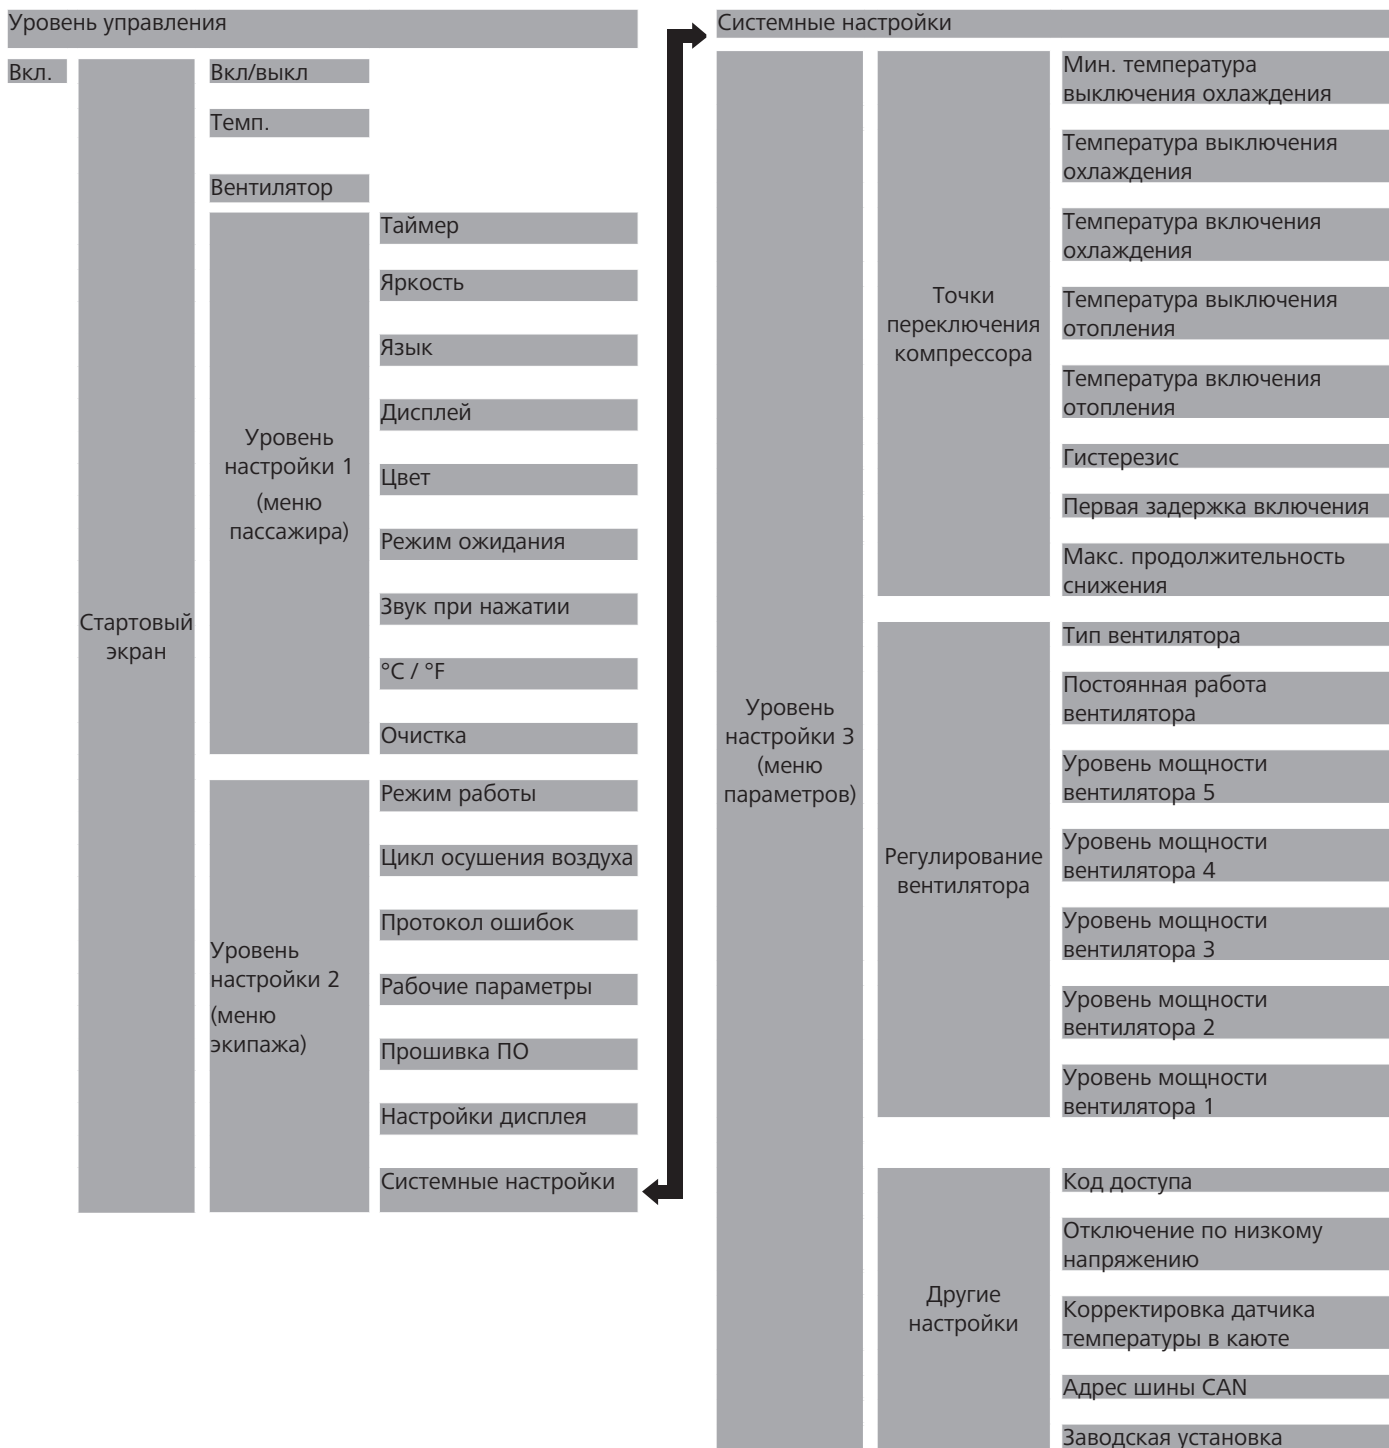 Уровень управления
Вкл.
Стартовый
экран
Вкл/выкл
Темп.
Вентилятор
Уровень
настройки 1
(меню
пассажира)
Таймер
Яркость
Язык
Дисплей
Цвет
Режим ожидания
Звук при нажатии
°C / °F
Очистка
Уровень
настройки 2
(меню
экипажа)
Режим работы
Цикл осушения воздуха
Протокол ошибок
Рабочие параметры
Прошивка ПО
Настройки дисплея
Системные настройки
Системные настройки
Уровень
настройки 3
(меню
параметров)
Точки
переключения
компрессора
Мин. температура
выключения охлаждения
Температура выключения
охлаждения
Температура включения
охлаждения
Температура выключения
отопления
Температура включения
отопления
Гистерезис
Первая задержка включения
Макс. продолжительность
снижения
Регулирование
вентилятора
Тип вентилятора
Постоянная работа
вентилятора
Уровень мощности
вентилятора 5
Уровень мощности
вентилятора 4
Уровень мощности
вентилятора 3
Уровень мощности
вентилятора 2
Уровень мощности
вентилятора 1
Другие
настройки
Код доступа
Отключение по низкому
напряжению
Корректировка датчика
температуры в каюте
Адрес шины CAN
Заводская установка